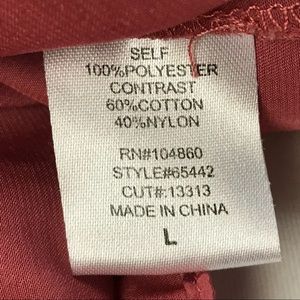 SELF
100%POLYESTER
CONTRAST
60%COTTON
40%NYLON
RN#104860
STYLE#65442
CUT#:13313
MADE IN CHINA
L